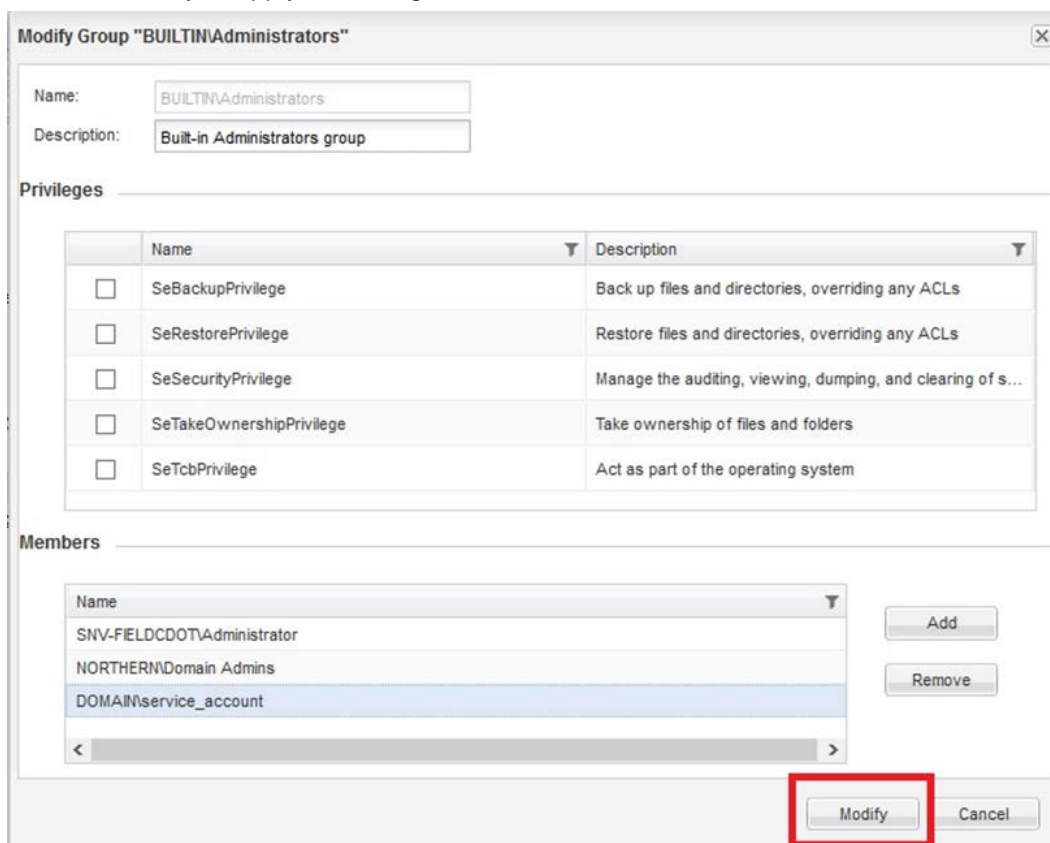 Modify Group "BUILTIN\Administrators"
Name: BUILTIN\Administrators
Description: Built-in Administrators group
Privileges
Name Description
SeBackupPrivilege Back up files and directories, overriding any ACLs
SeRestorePrivilege Restore files and directories, overriding any ACLs
SeSecurityPrivilege Manage the auditing, viewing, dumping, and clearing of s...
SeTakeOwnershipPrivilege Take ownership of files and folders
SeTcbPrivilege Act as part of the operating system
Members
Name
SNV-FIELDCDOT\Administrator
Add
NORTHERN\Domain Admins
Remove
DOMAIN\service_account
Modify Cancel